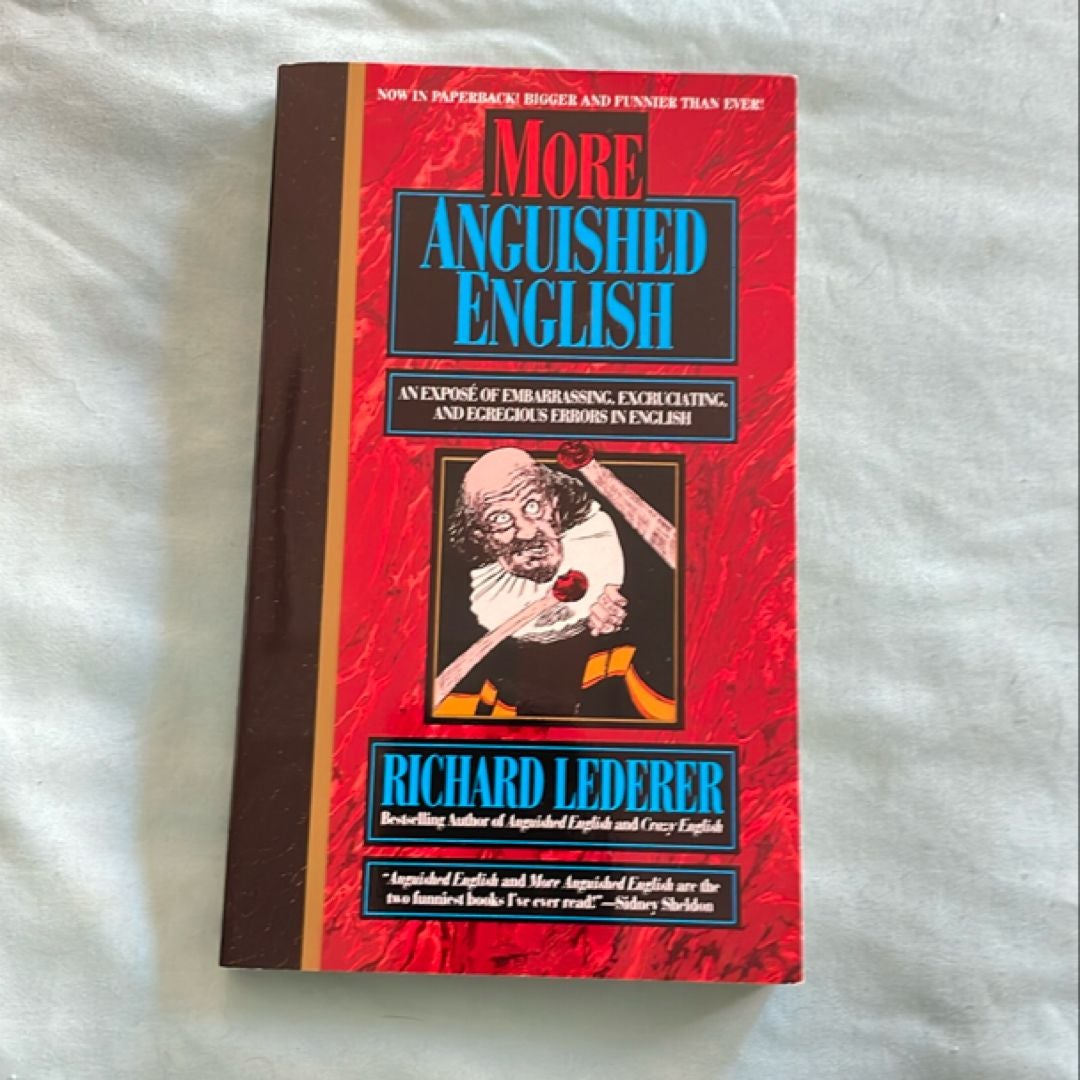 NOW IN PAPERBACK! BIGGER AND FUNNIER THAN EVER!
MORE
ANGUISHED
ENGLISH
AN EXPOSÉ OF EMBARRASSING, EXCRUCIATING,
AND EGREGIOUS ERRORS IN ENGLISH
RICHARD LEDERER
Bestselling Author of Anguished English and Crazy English
"Anguished English and More Anguished English are the
two funniest books I've ever read!"—Sidney Sheldon